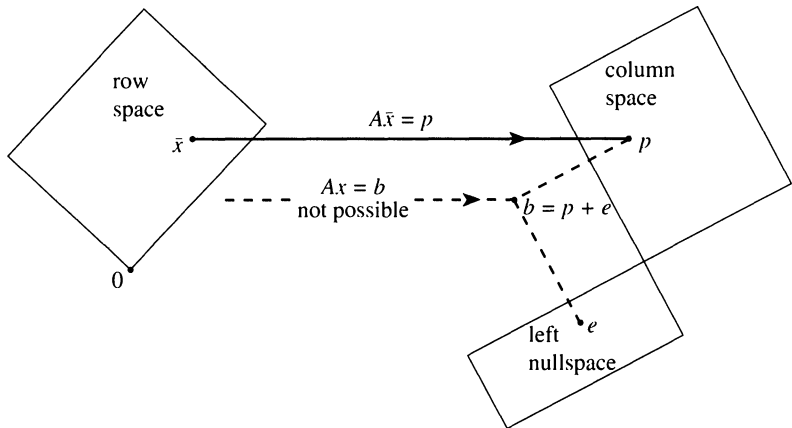 row
space
column
space
Ax̄ = p
x̄
p
Ax = b
not possible
b = p + e
0
e
left
nullspace